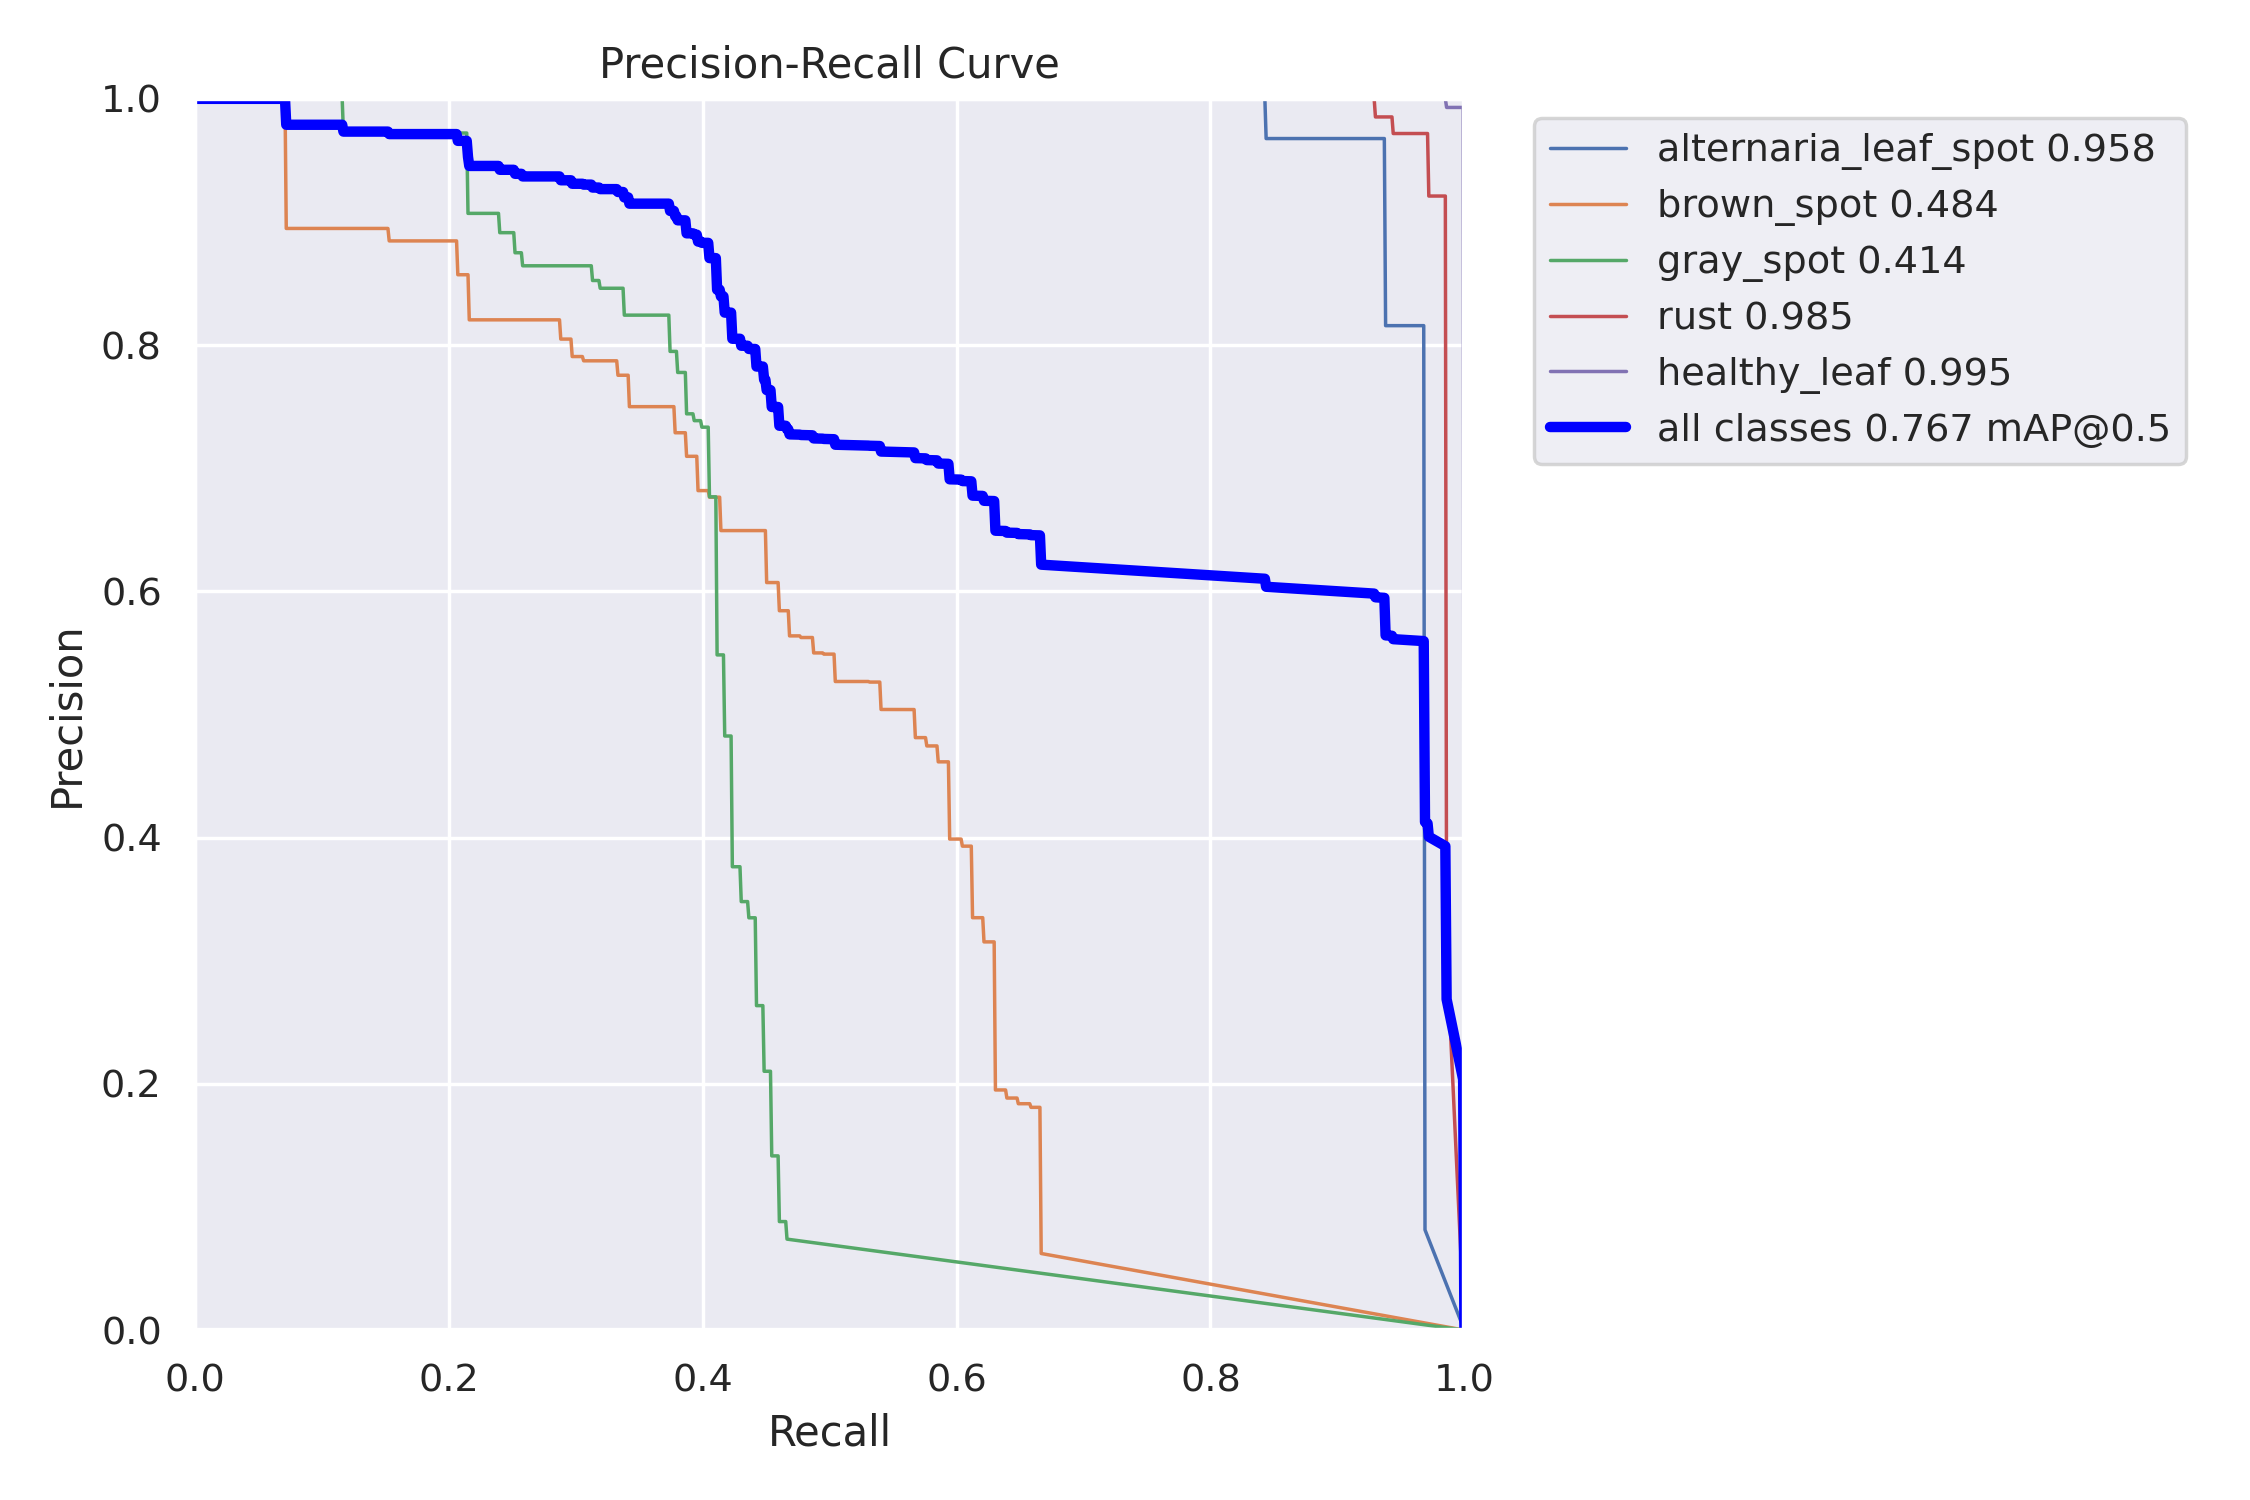 Precision-Recall Curve
1.0
0.8
0.6
0.4
0.2
0.0
Precision
0.0 0.2 0.4 0.6 0.8 1.0
Recall
alternaria_leaf_spot 0.958
brown_spot 0.484
gray_spot 0.414
rust 0.985
healthy_leaf 0.995
all classes 0.767 mAP@0.5